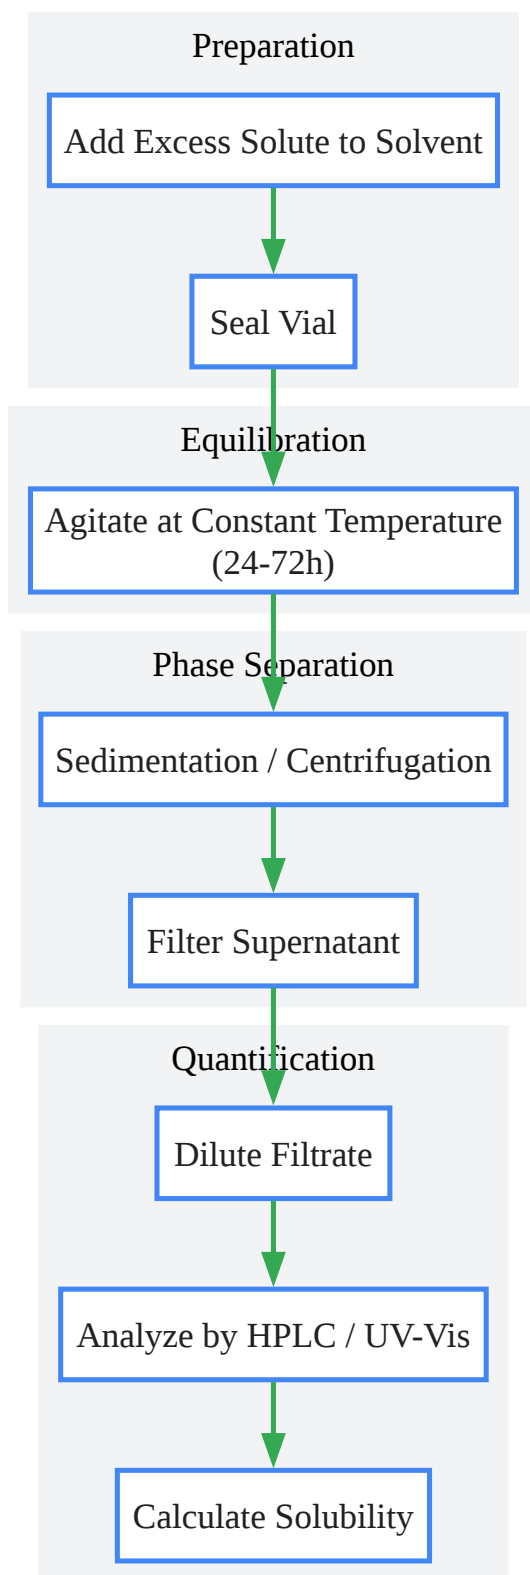 Preparation
Add Excess Solute to Solvent
Seal Vial
Equilibration
Agitate at Constant Temperature
(24-72h)
Phase Separation
Sedimentation / Centrifugation
Filter Supernatant
Quantification
Dilute Filtrate
Analyze by HPLC / UV-Vis
Calculate Solubility